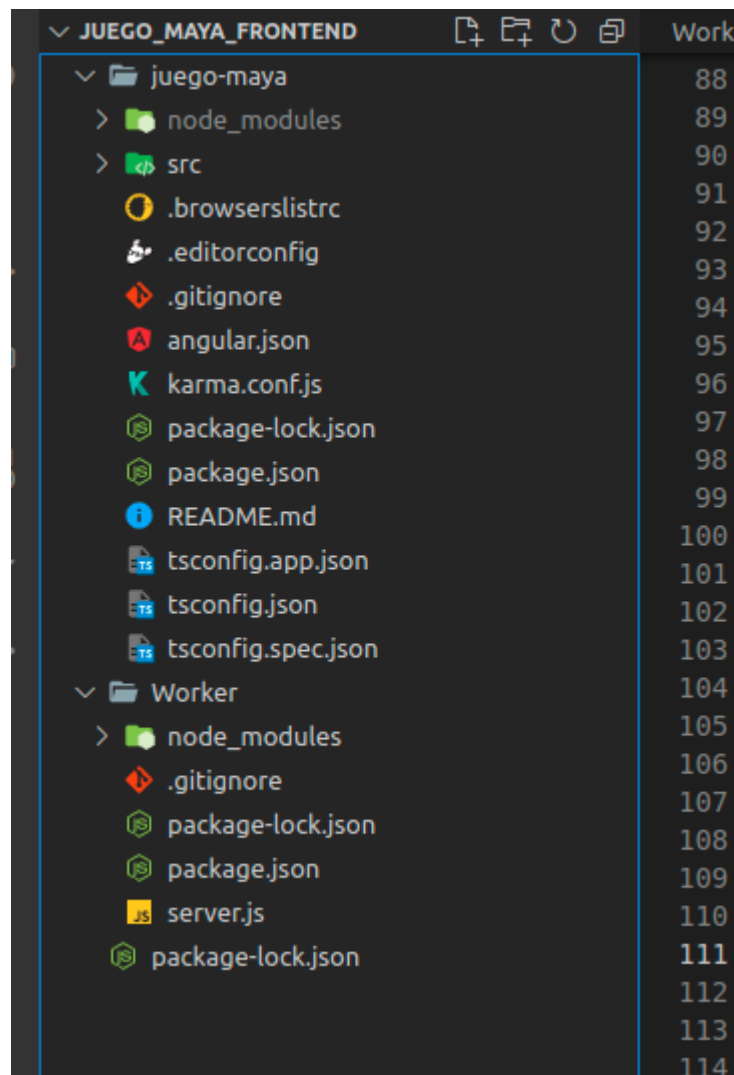 JUEGO_MAYA_FRONTEND
Work
juego-maya
node_modules
src
.browserslistrc
.editorconfig
.gitignore
angular.json
karma.conf.js
package-lock.json
package.json
README.md
tsconfig.app.json
tsconfig.json
tsconfig.spec.json
Worker
node_modules
.gitignore
package-lock.json
package.json
server.js
package-lock.json
88
89
90
91
92
93
94
95
96
97
98
99
100
101
102
103
104
105
106
107
108
109
110
111
112
113
114